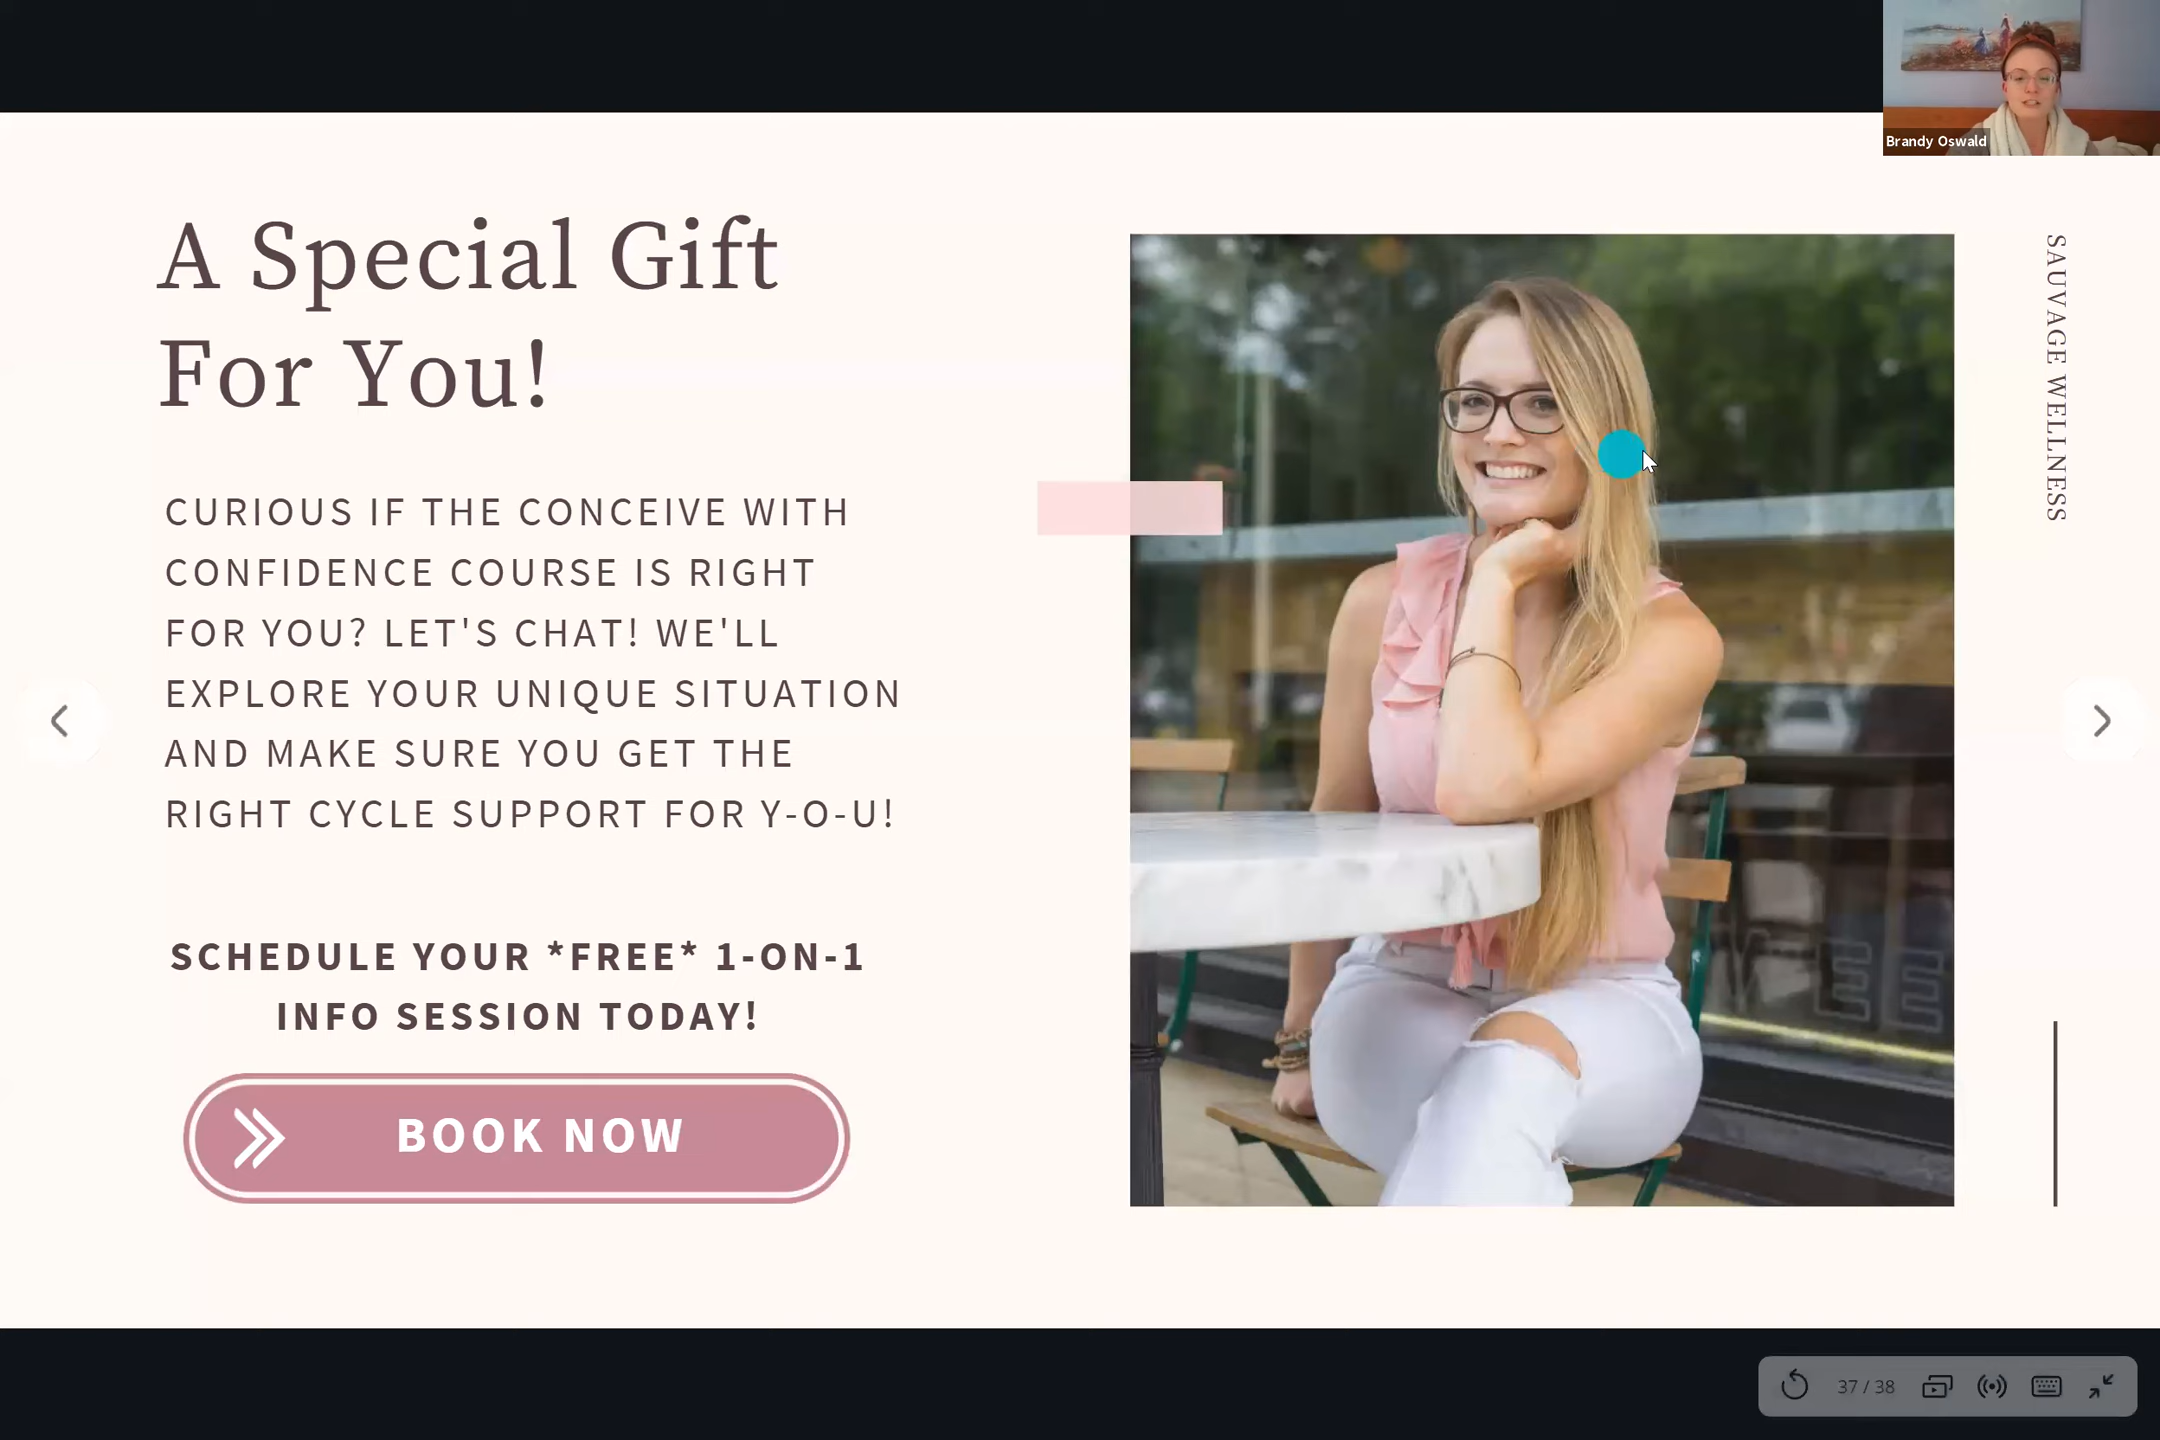 Brandy Oswald
A Special Gift
For You!
CURIOUS IF THE CONCEIVE WITH
CONFIDENCE COURSE IS RIGHT
FOR YOU? LET'S CHAT! WE'LL
EXPLORE YOUR UNIQUE SITUATION
AND MAKE SURE YOU GET THE
RIGHT CYCLE SUPPORT FOR Y-O-U!
SCHEDULE YOUR *FREE* 1-ON-1
INFO SESSION TODAY!
BOOK NOW
SAUVAGE WELLNESS
37 / 38